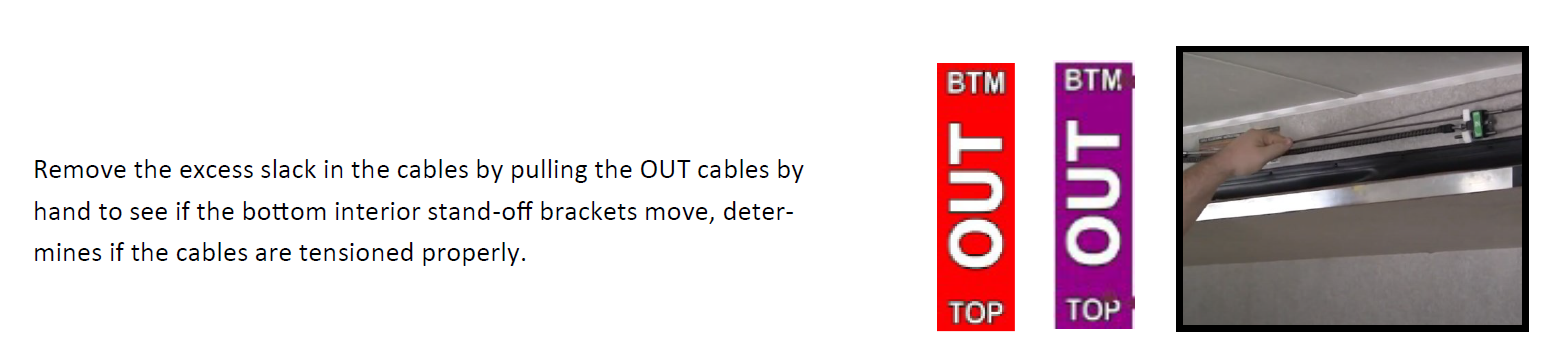 Remove the excess slack in the cables by pulling the OUT cables by
hand to see if the bottom interior stand-off brackets move, deter-
mines if the cables are tensioned properly.
BTM
OUT
TOP
BTM
OUT
TOP